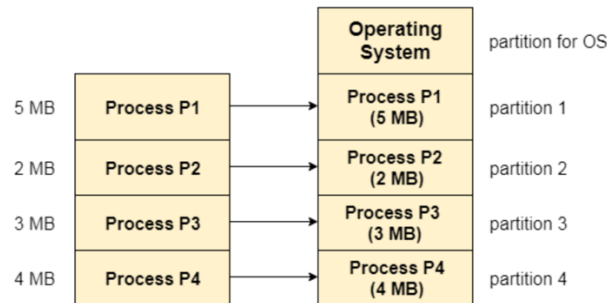 Operating
System
partition for OS
5 MB
Process P1
Process P1
(5 MB)
partition 1
2 MB
Process P2
Process P2
(2 MB)
partition 2
3 MB
Process P3
Process P3
(3 MB)
partition 3
4 MB
Process P4
Process P4
(4 MB)
partition 4